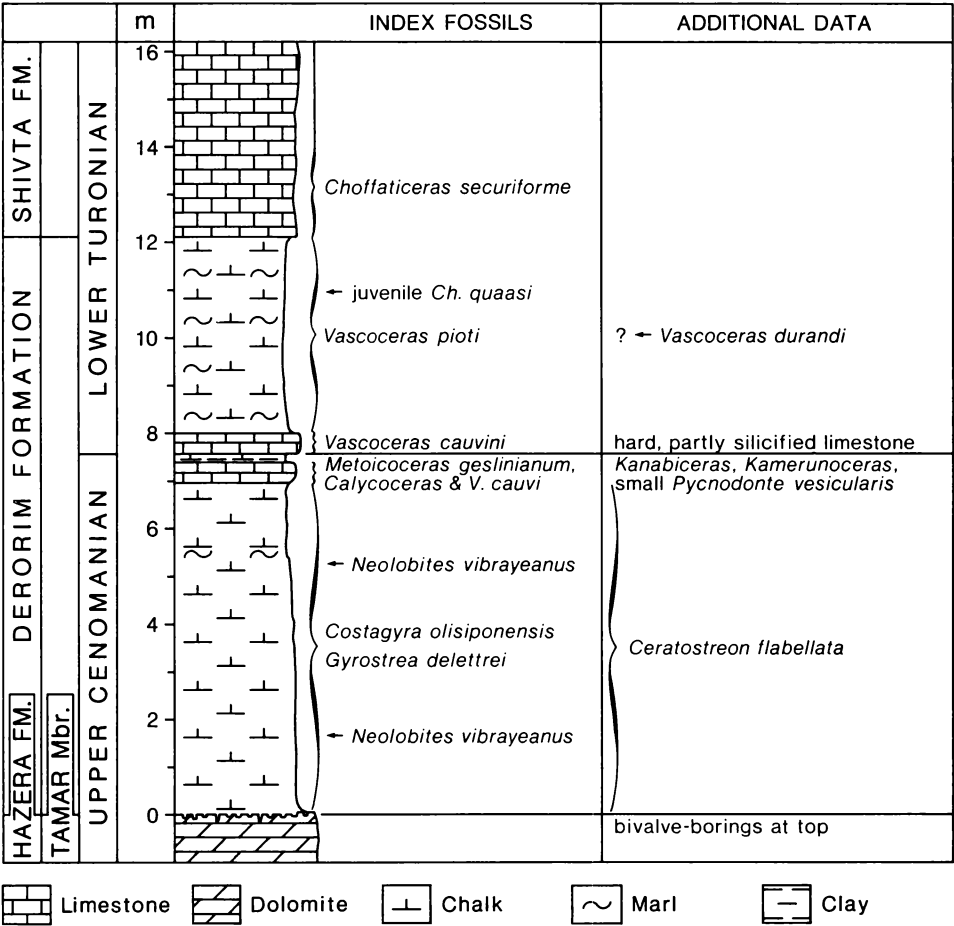 m
INDEX FOSSILS
ADDITIONAL DATA
SHIVTA FM.
DERORIM FORMATION
HAZERA FM.
TAMAR Mbr.
LOWER TURONIAN
UPPER CENOMANIAN
16
14
12
10
8
6
4
2
0
Choffaticeras securiforme
juvenile Ch. quaasi
Vascoceras pioti
? Vascoceras durandi
Vascoceras cauvini
hard, partly silicified limestone
Metoicoceras geslinianum,
Calycoceras & V. cauvi
Kanabiceras, Kamerunoceras,
small Pycnodonte vesicularis
Neolobites vibrayeanus
Costagyra olisiponensis
Gyrostrea delettrei
Ceratostreon flabellata
Neolobites vibrayeanus
bivalve-borings at top
Limestone
Dolomite
Chalk
Marl
Clay